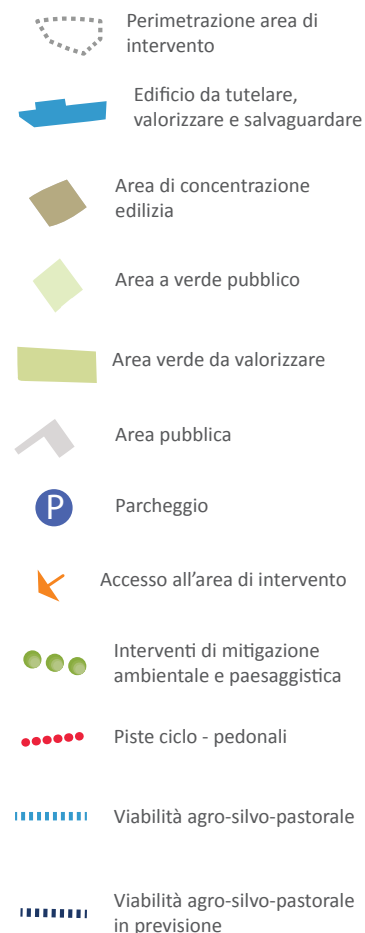 Perimetrazione area di
intervento
Edificio da tutelare,
valorizzare e salvaguardare
Area di concentrazione
edilizia
Area a verde pubblico
Area verde da valorizzare
Area pubblica
P
Parcheggio
Accesso all'area di intervento
Interventi di mitigazione
ambientale e paesaggistica
Piste ciclo - pedonali
Viabilità agro-silvo-pastorale
Viabilità agro-silvo-pastorale
in previsione